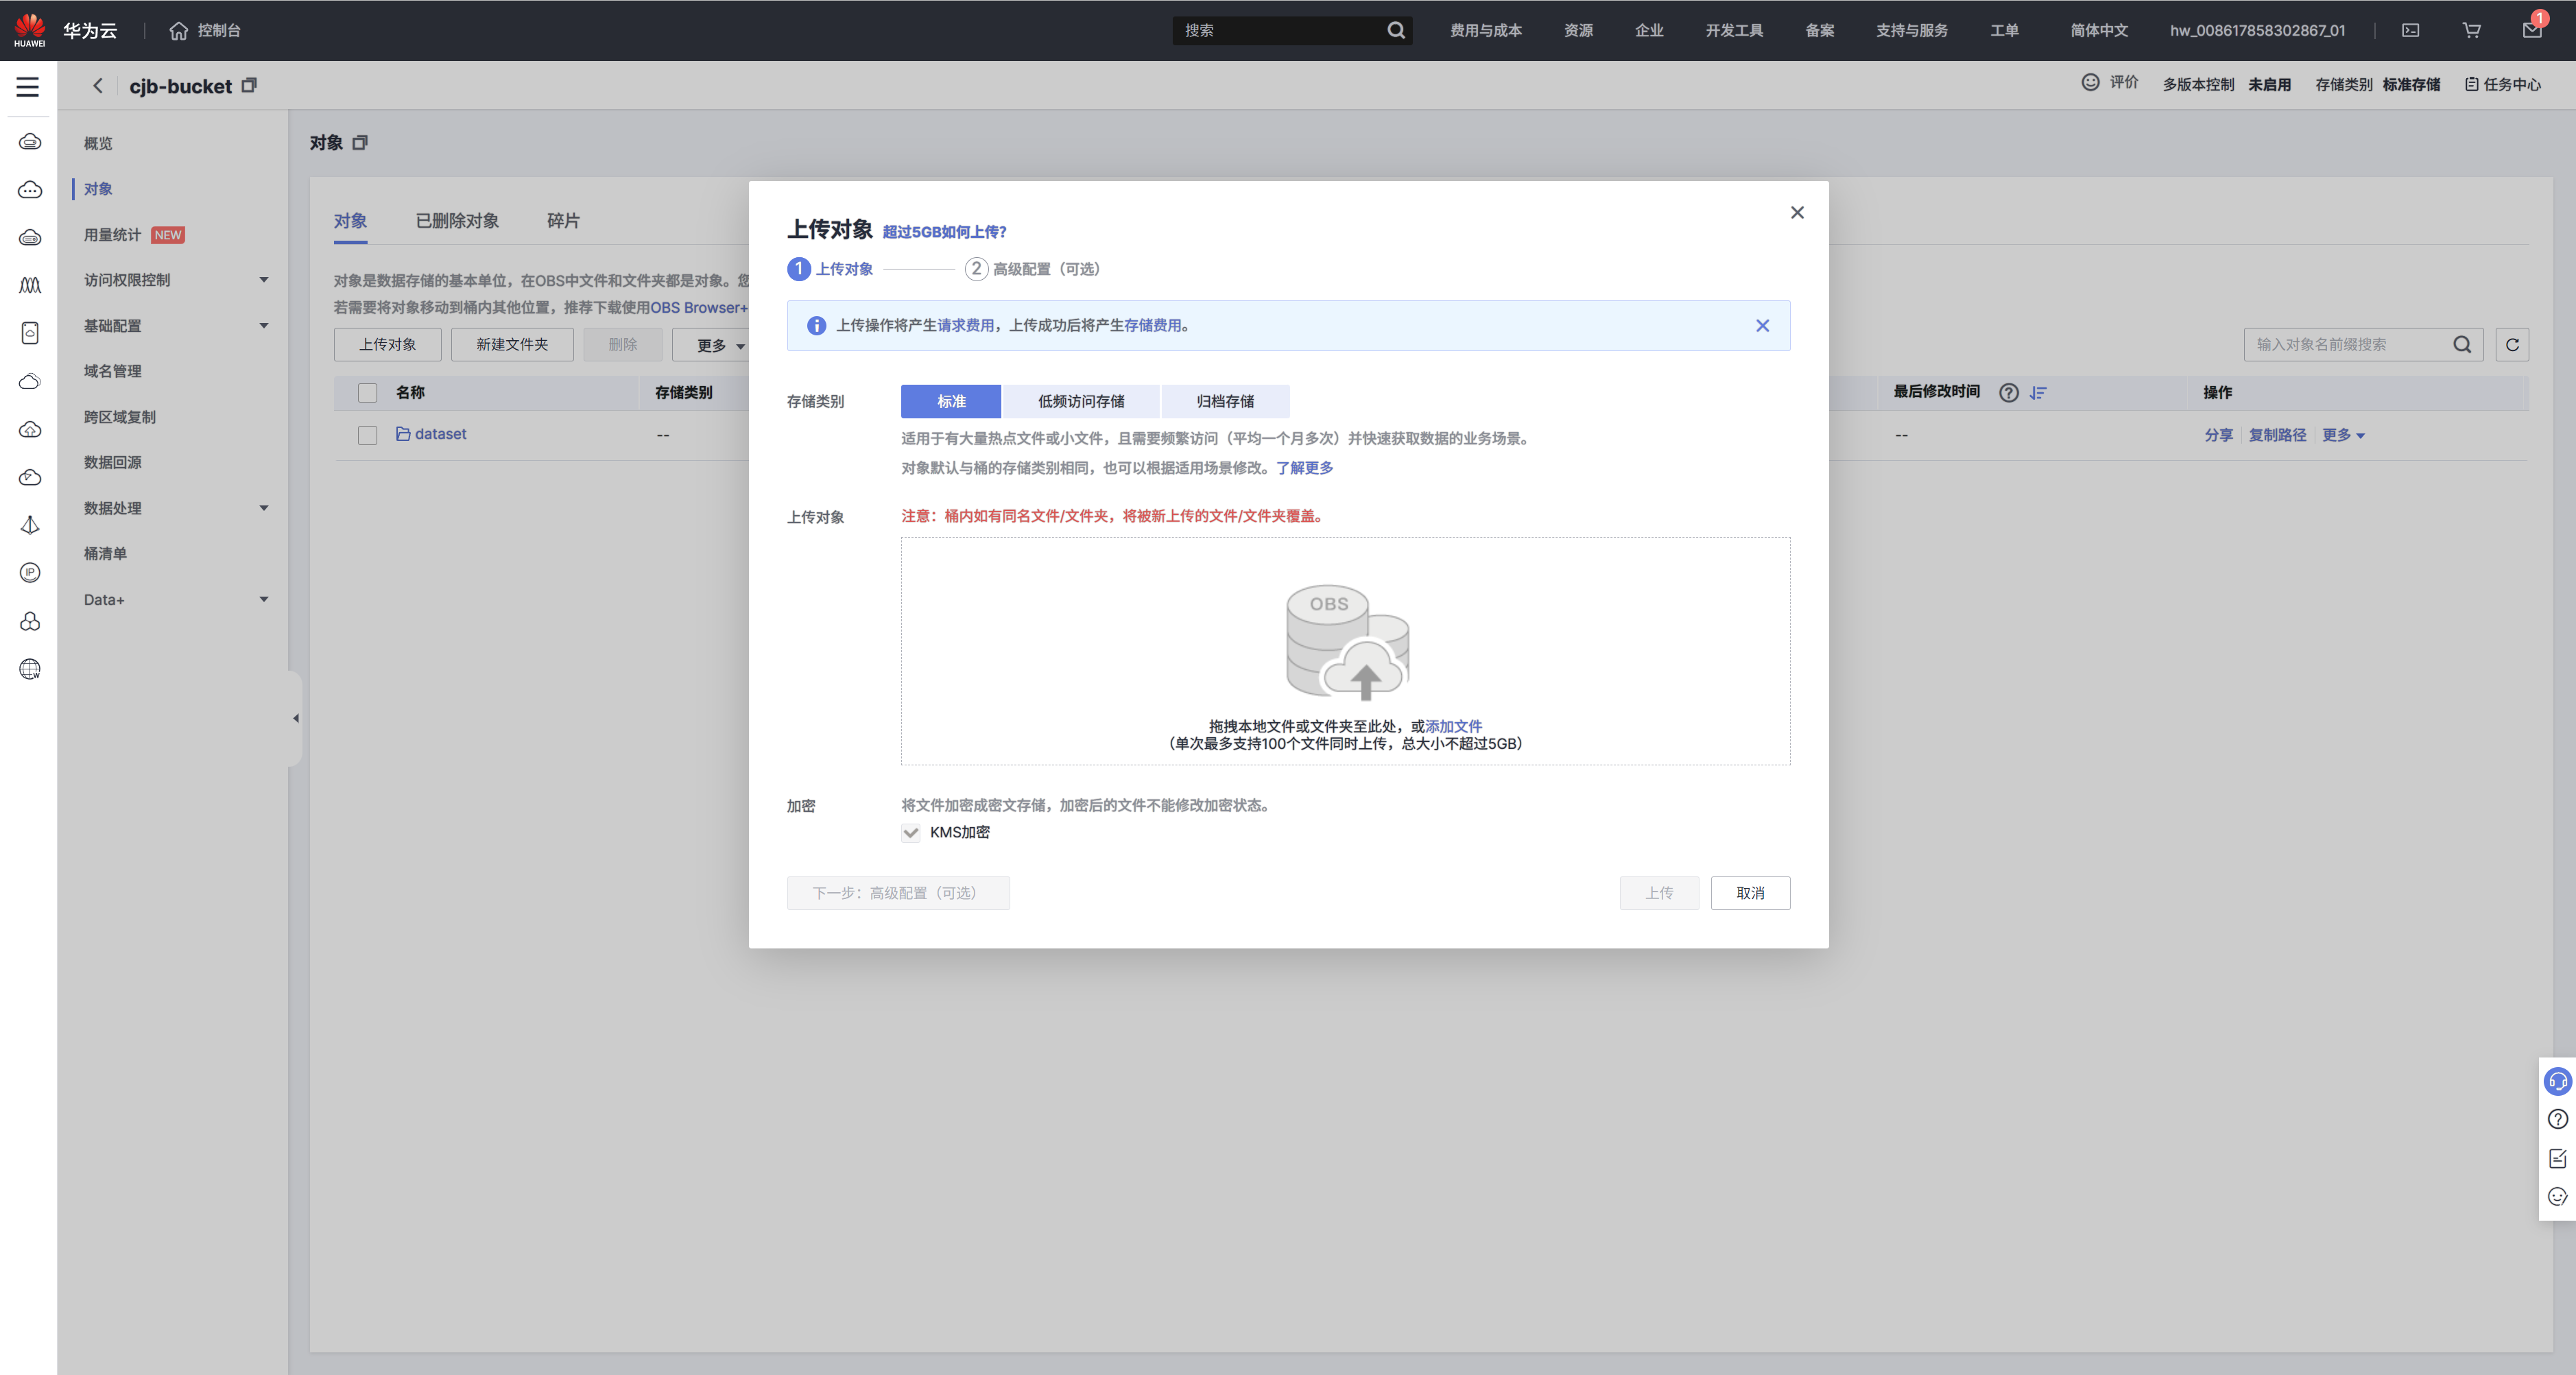 HUAWEI
华为云
控制台
搜索
费用与成本
资源
企业
开发工具
备案
支持与服务
工单
简体中文
hw_008617858302867_01
1
cjb-bucket
评价
多版本控制 未启用
存储类别 标准存储
任务中心
概览
对象
用量统计 NEW
访问权限控制
基础配置
域名管理
跨区域复制
数据回源
数据处理
桶清单
Data+
IP
W
对象
对象
已删除对象
碎片
对象是数据存储的基本单位，在OBS中文件和文件夹都是对象。您
若需要将对象移动到桶内其他位置，推荐下载使用OBS Browser+
上传对象
新建文件夹
删除
更多
输入对象名前缀搜索
名称
存储类别
最后修改时间
操作
dataset
--
--
分享
复制路径
更多
上传对象 超过5GB如何上传?
1 上传对象
2 高级配置（可选）
上传操作将产生请求费用，上传成功后将产生存储费用。
存储类别
标准
低频访问存储
归档存储
适用于有大量热点文件或小文件，且需要频繁访问（平均一个月多次）并快速获取数据的业务场景。
对象默认与桶的存储类别相同，也可以根据适用场景修改。了解更多
上传对象
注意：桶内如有同名文件/文件夹，将被新上传的文件/文件夹覆盖。
OBS
拖拽本地文件或文件夹至此处，或添加文件
（单次最多支持100个文件同时上传，总大小不超过5GB）
加密
将文件加密成密文存储，加密后的文件不能修改加密状态。
KMS加密
下一步：高级配置（可选）
上传
取消